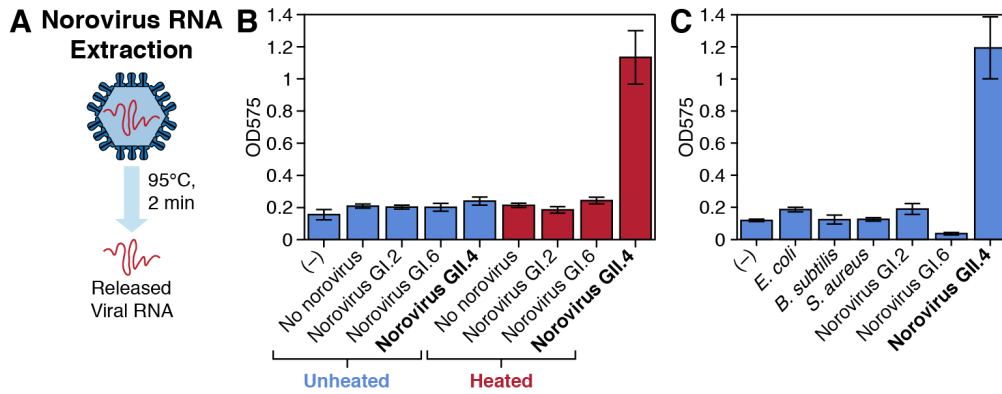 A Norovirus RNA
Extraction
95°C,
2 min
Released
Viral RNA
B
1.4
1.2
1
0.8
0.6
0.4
0.2
0
OD575
(-)
No norovirus
Norovirus GI.2
Norovirus GI.6
Norovirus GII.4
No norovirus
Norovirus GI.2
Norovirus GI.6
Norovirus GII.4
Unheated
Heated
C
1.4
1.2
1
0.8
0.6
0.4
0.2
0
OD575
(-)
E. coli
B. subtilis
S. aureus
Norovirus GI.2
Norovirus GI.6
Norovirus GII.4